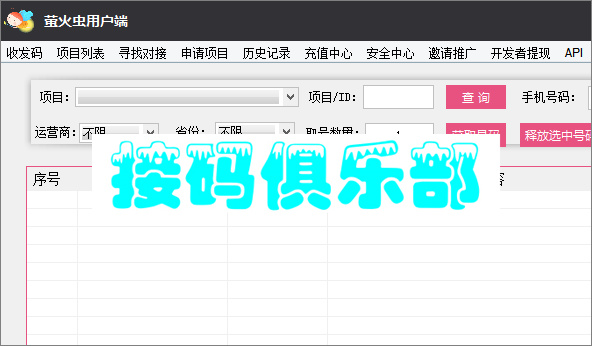 萤火虫用户端
收发码 项目列表 寻找对接 申请项目 历史记录 充值中心 安全中心 邀请推广 开发者提现 API
项目： 项目/ID： 查 询 手机号码：
运营商： 不限 省份： 不限 取号数量： 1 获取号码 释放选中号码
接码俱乐部
序号